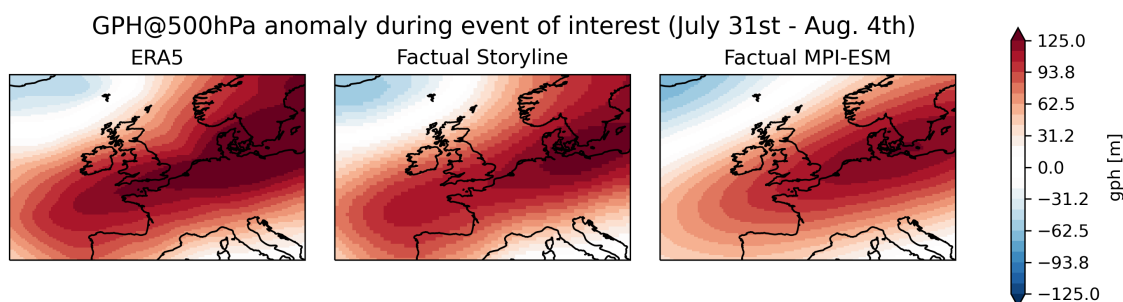 GPH@500hPa anomaly during event of interest (July 31st - Aug. 4th)
ERA5
Factual Storyline
Factual MPI-ESM
125.0
93.8
62.5
31.2
0.0
−31.2
−62.5
−93.8
−125.0
gph [m]